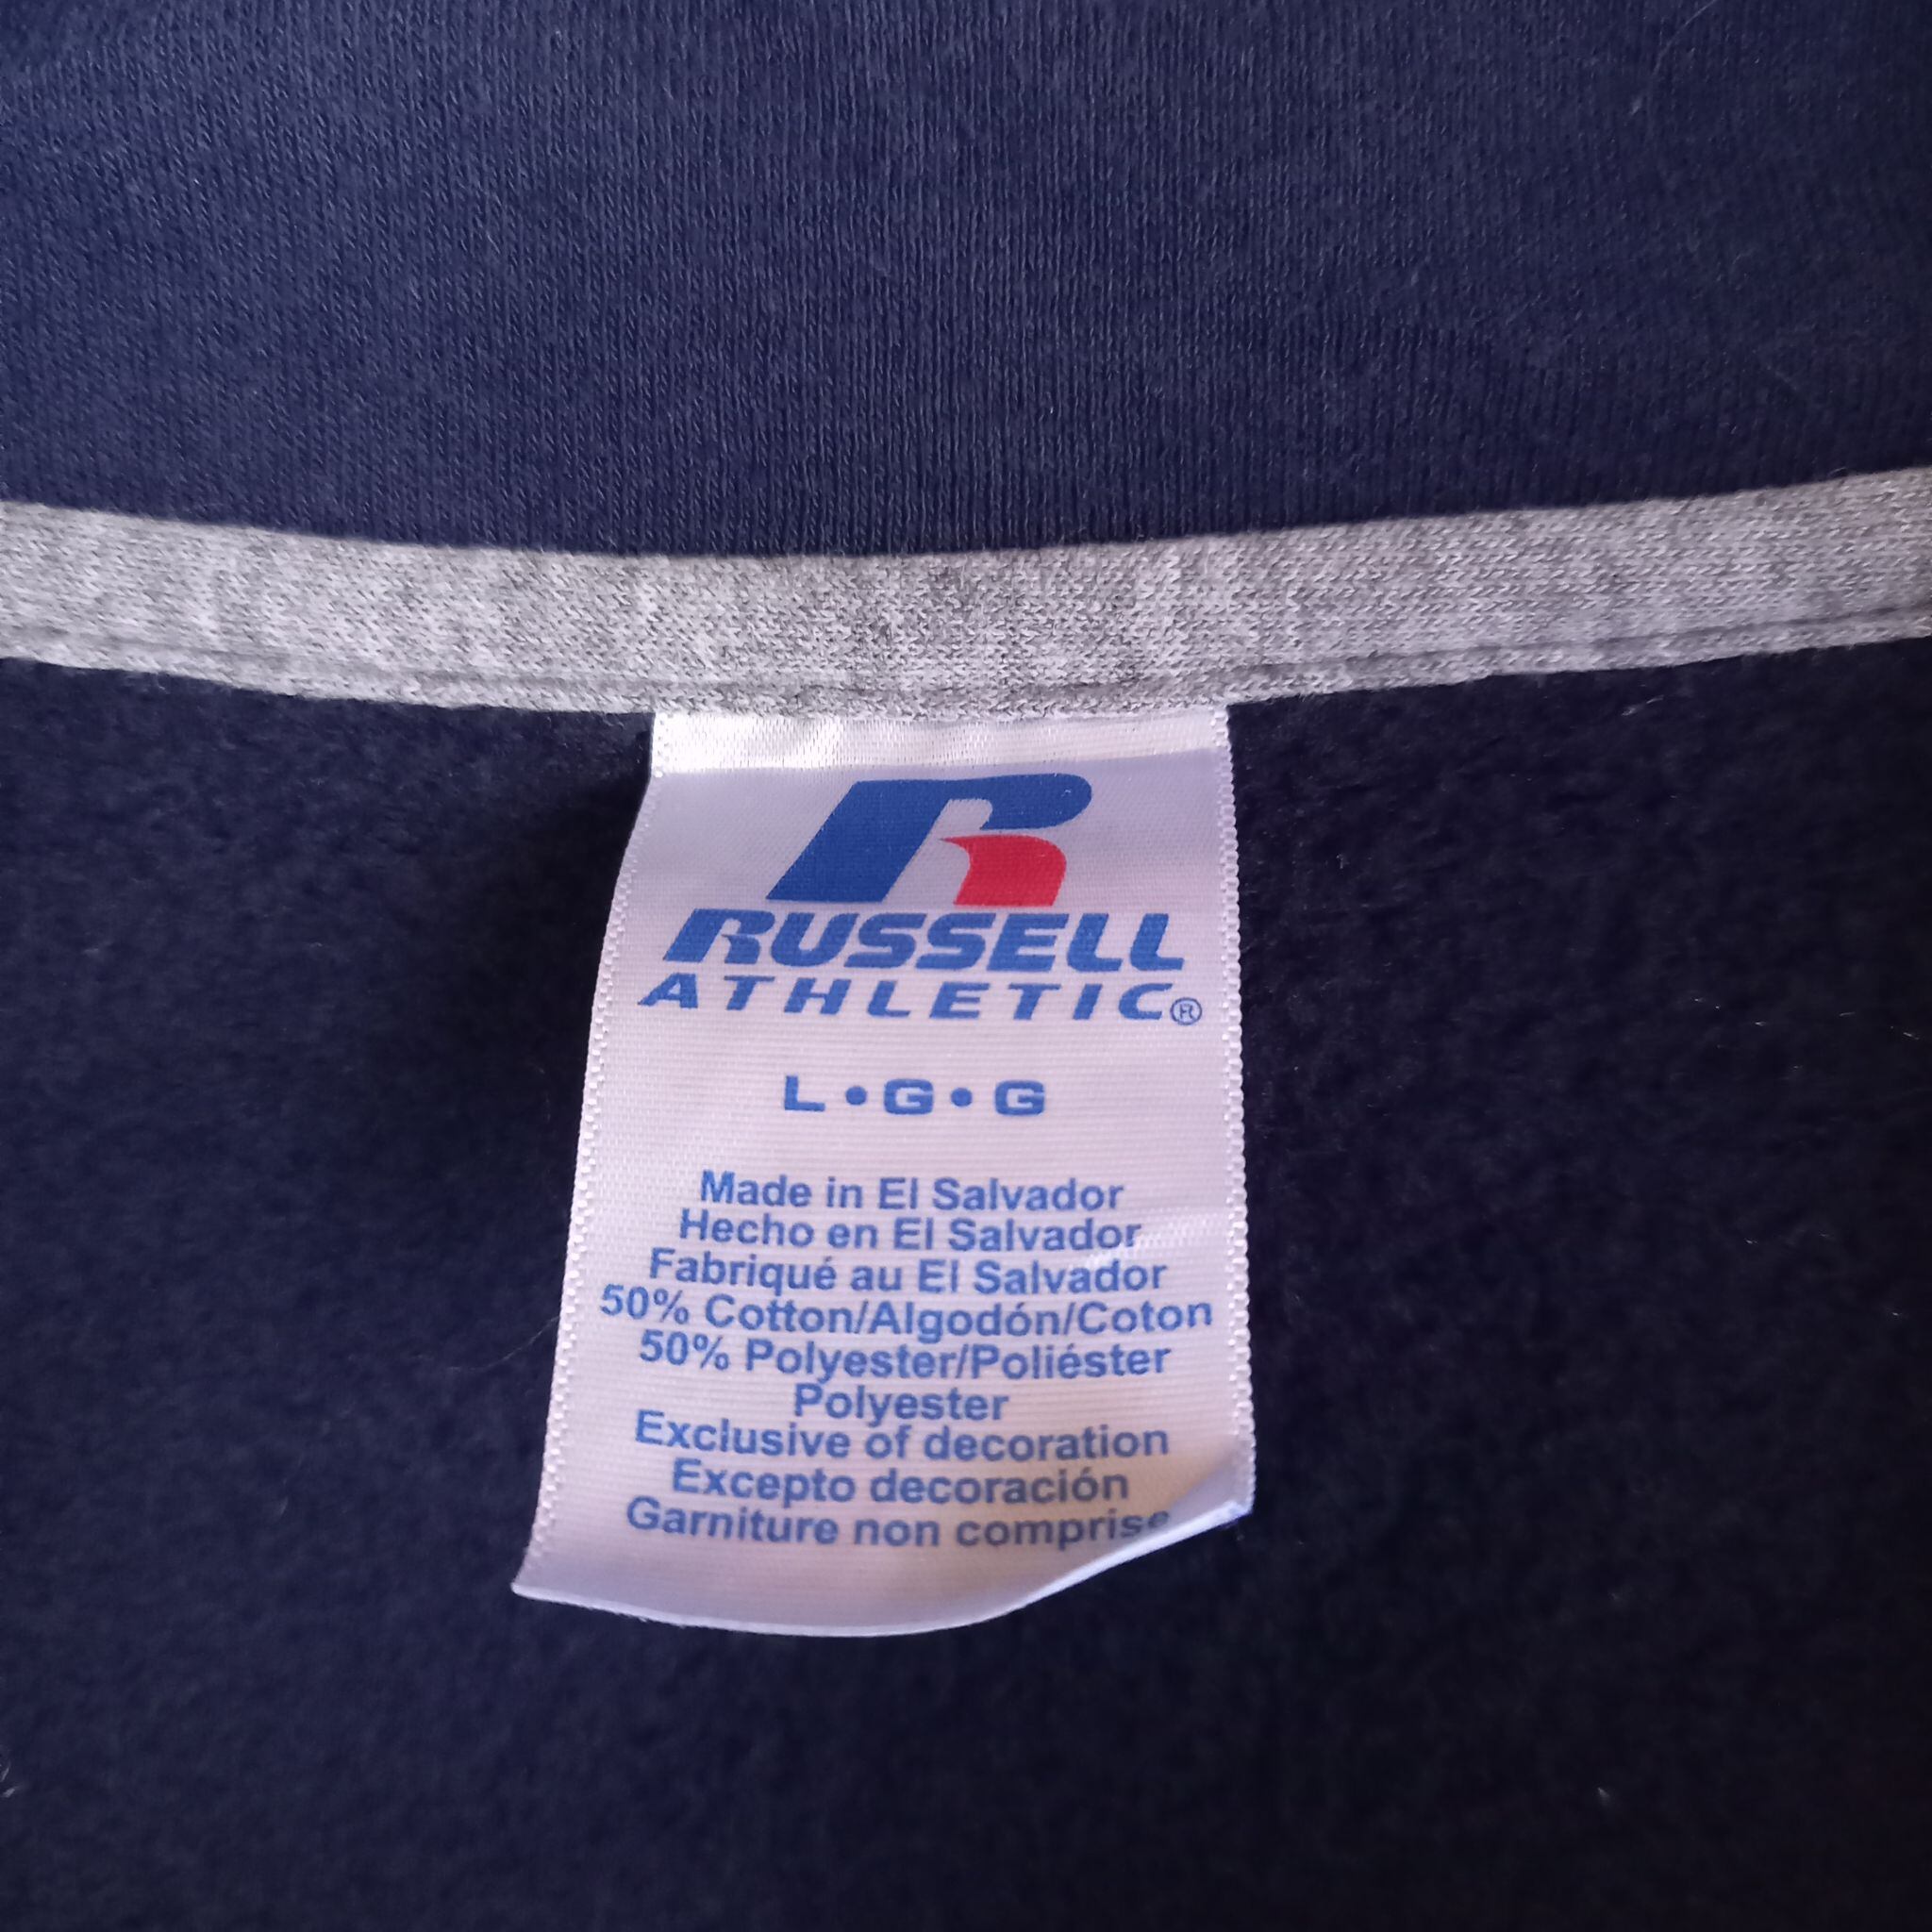 R
RUSSELL
ATHLETIC®
L•G•G
Made in El Salvador
Hecho en El Salvador
Fabriqué au El Salvador
50% Cotton/Algodón/Coton
50% Polyester/Poliéster
Polyester
Exclusive of decoration
Excepto decoración
Garniture non comprise